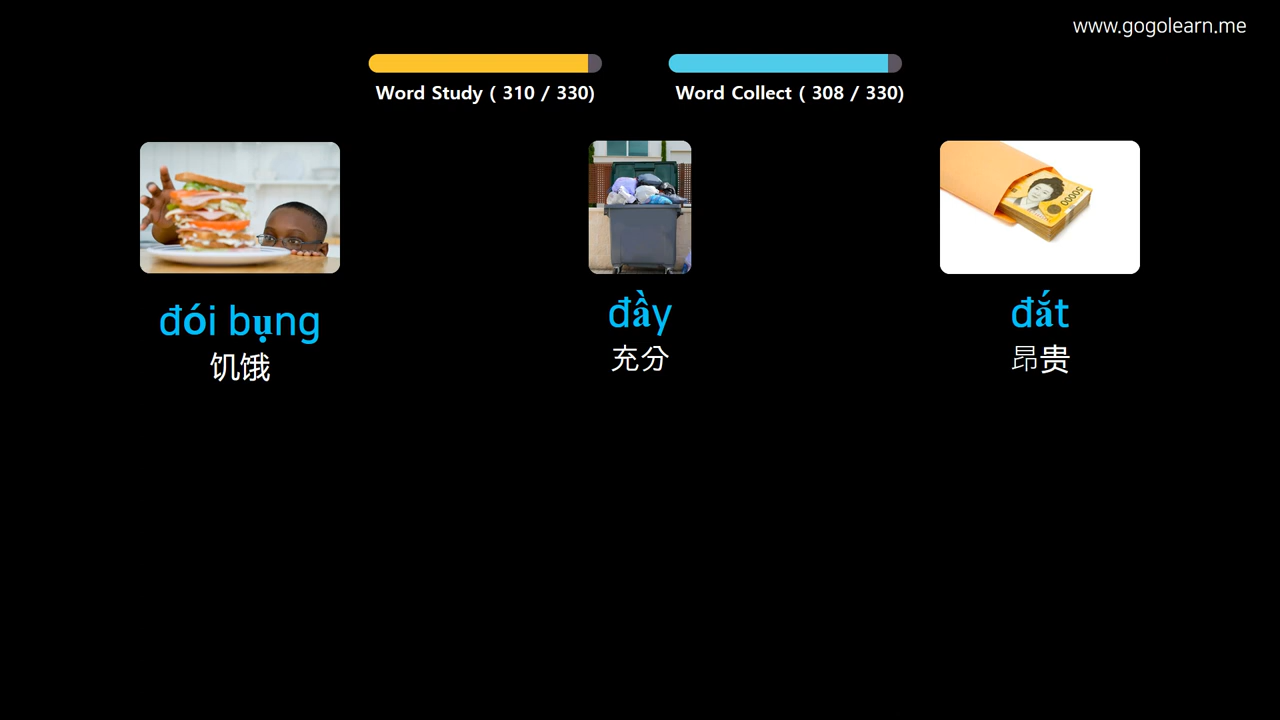 www.gogolearn.me
Word Study ( 310 / 330)
Word Collect ( 308 / 330)
50000
đói bụng
đầy
đắt
饥饿
充分
昂贵